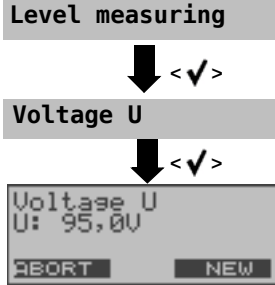 Level measuring
< ✓ >
Voltage U
< ✓ >
Voltage U
U: 95,0V
ABORT NEW